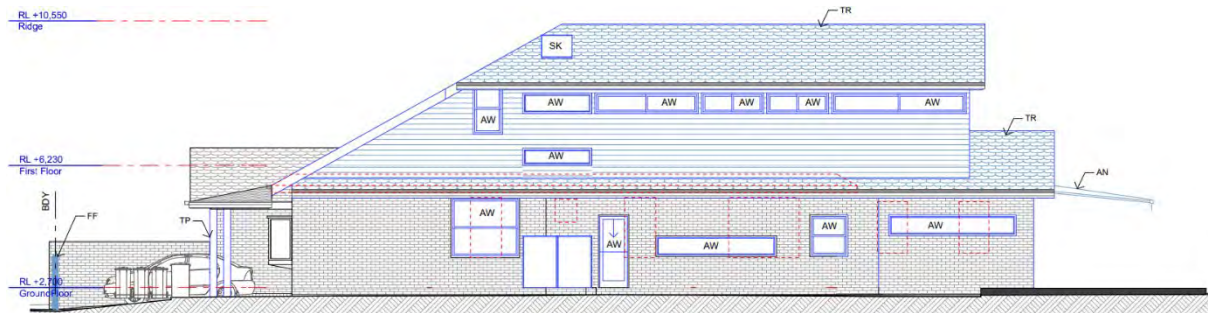 RL +10,550
Ridge
TR
SK
AW
AW
AW
AW
AW
AW
AW
AW
TR
RL +6,230
First Floor
AW
AN
BDY
FF
TP
AW
AW
AW
AW
AW
RL +2,700
Ground Floor